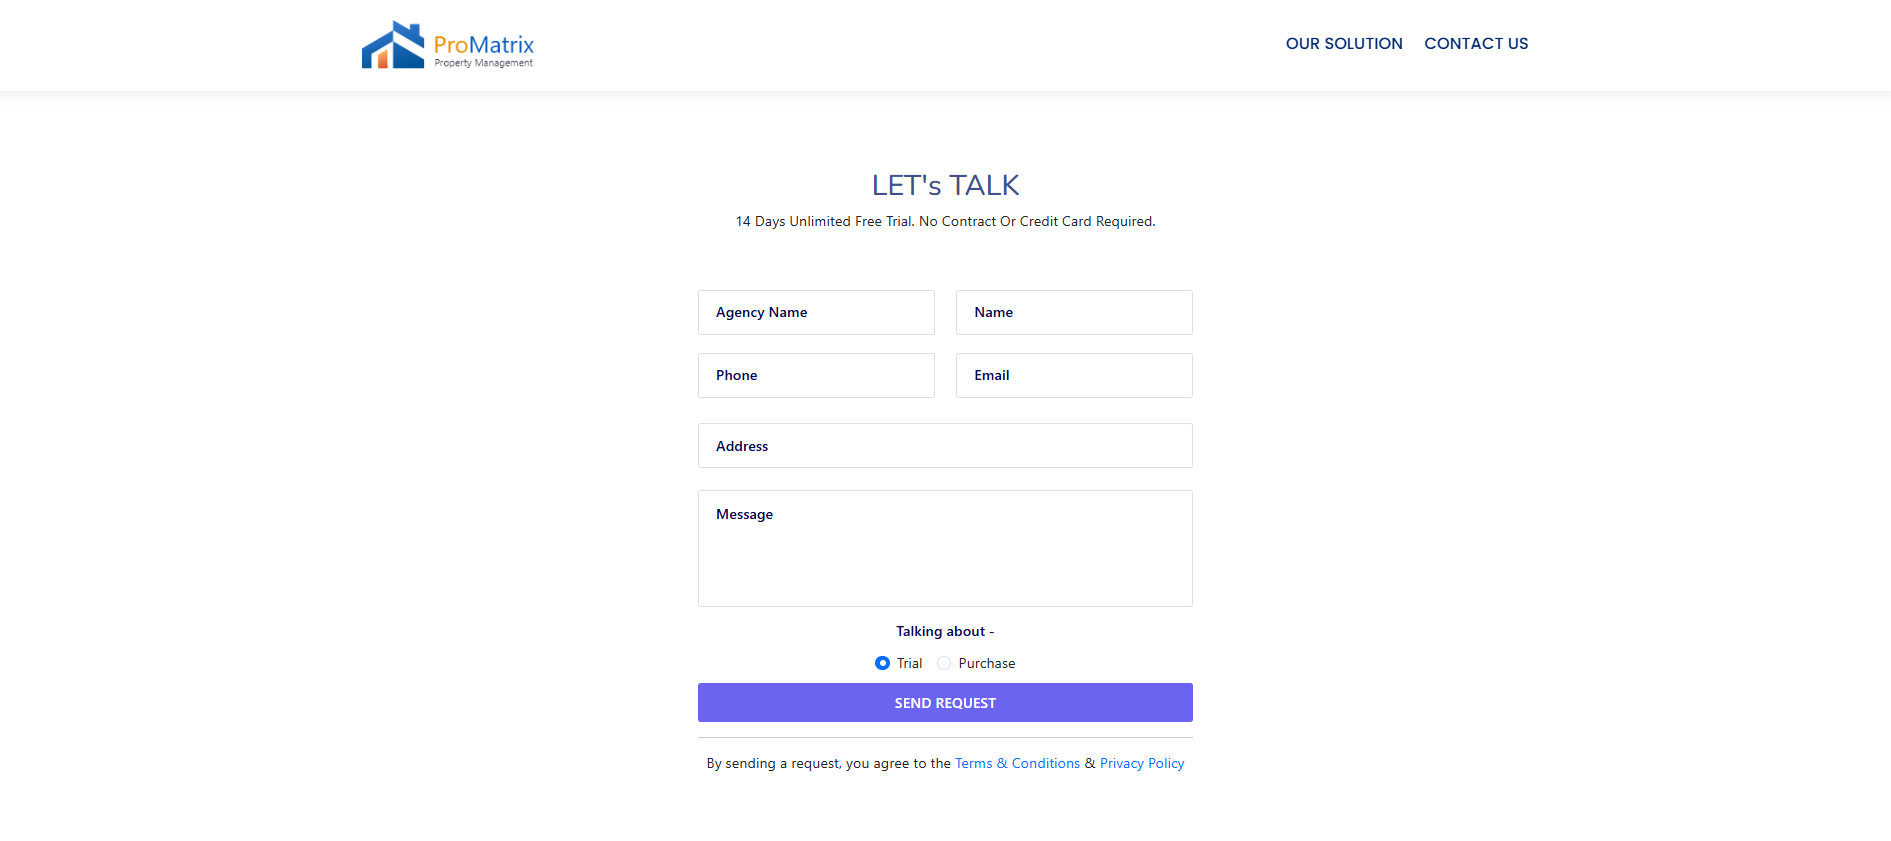 ProMatrix
Property Management
OUR SOLUTION CONTACT US
LET's TALK
14 Days Unlimited Free Trial. No Contract Or Credit Card Required.
Agency Name Name
Phone Email
Address
Message
Talking about -
Trial Purchase
SEND REQUEST
By sending a request, you agree to the Terms & Conditions & Privacy Policy